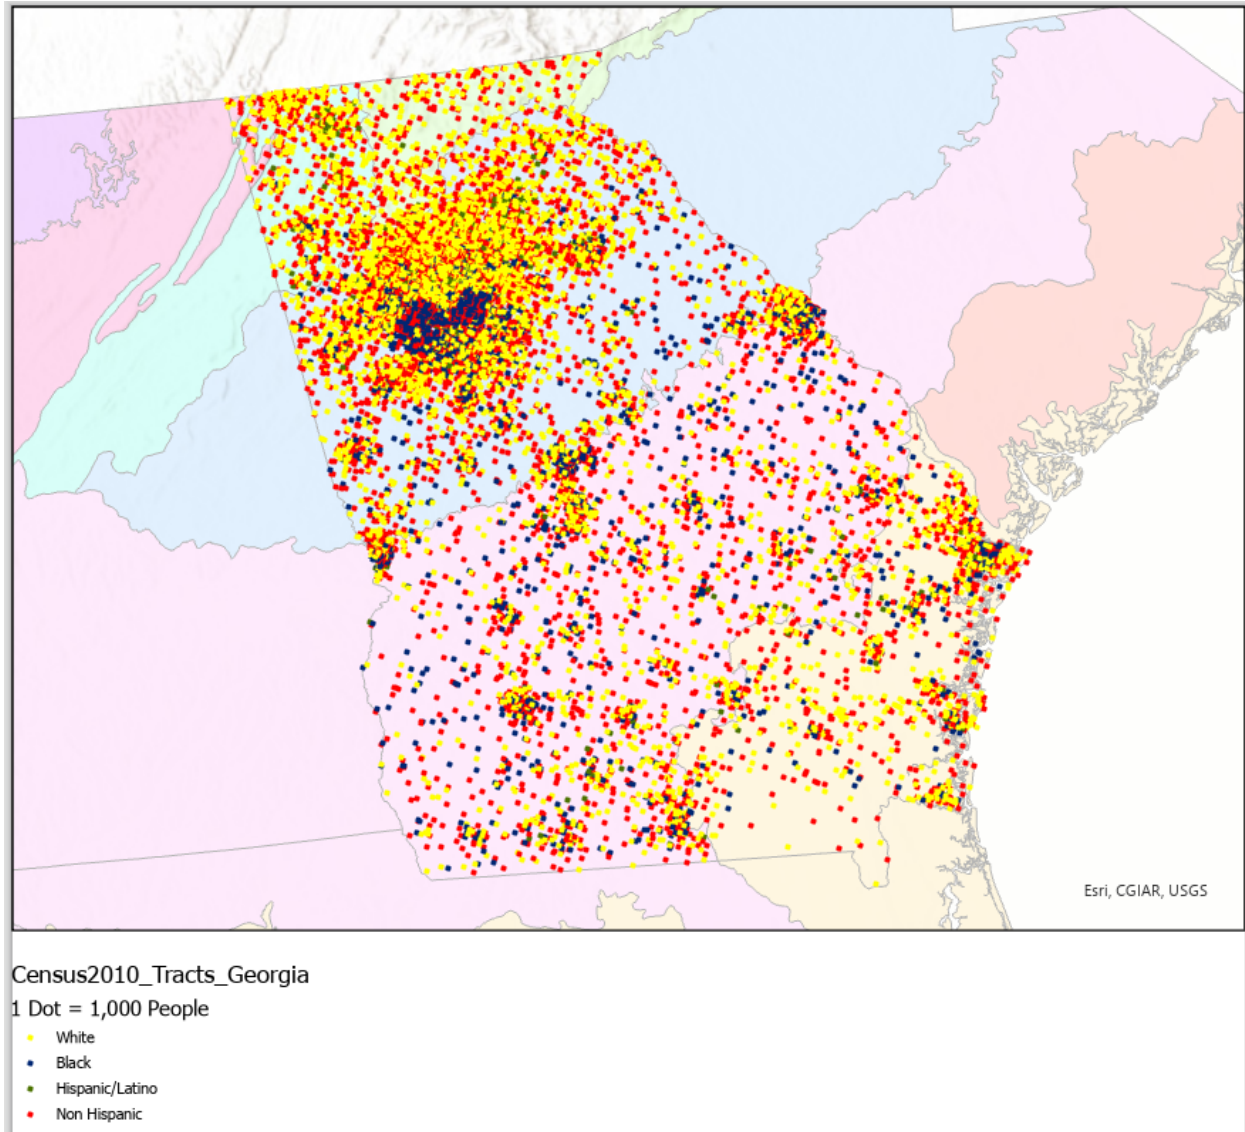 Esri, CGIAR, USGS
Census2010_Tracts_Georgia
1 Dot = 1,000 People
White
Black
Hispanic/Latino
Non Hispanic